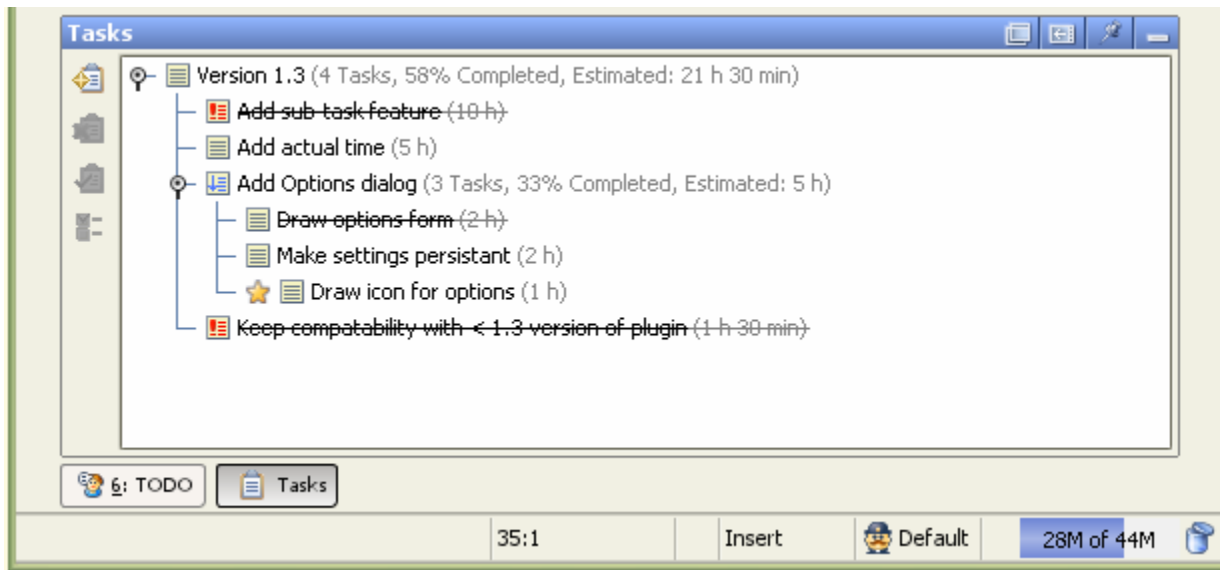 Tasks
Version 1.3 (4 Tasks, 58% Completed, Estimated: 21 h 30 min)
Add sub-task feature (10 h)
Add actual time (5 h)
Add Options dialog (3 Tasks, 33% Completed, Estimated: 5 h)
Draw options form (2 h)
Make settings persistant (2 h)
Draw icon for options (1 h)
Keep compatability with < 1.3 version of plugin (1 h 30 min)
6: TODO Tasks
35:1 Insert Default 28M of 44M